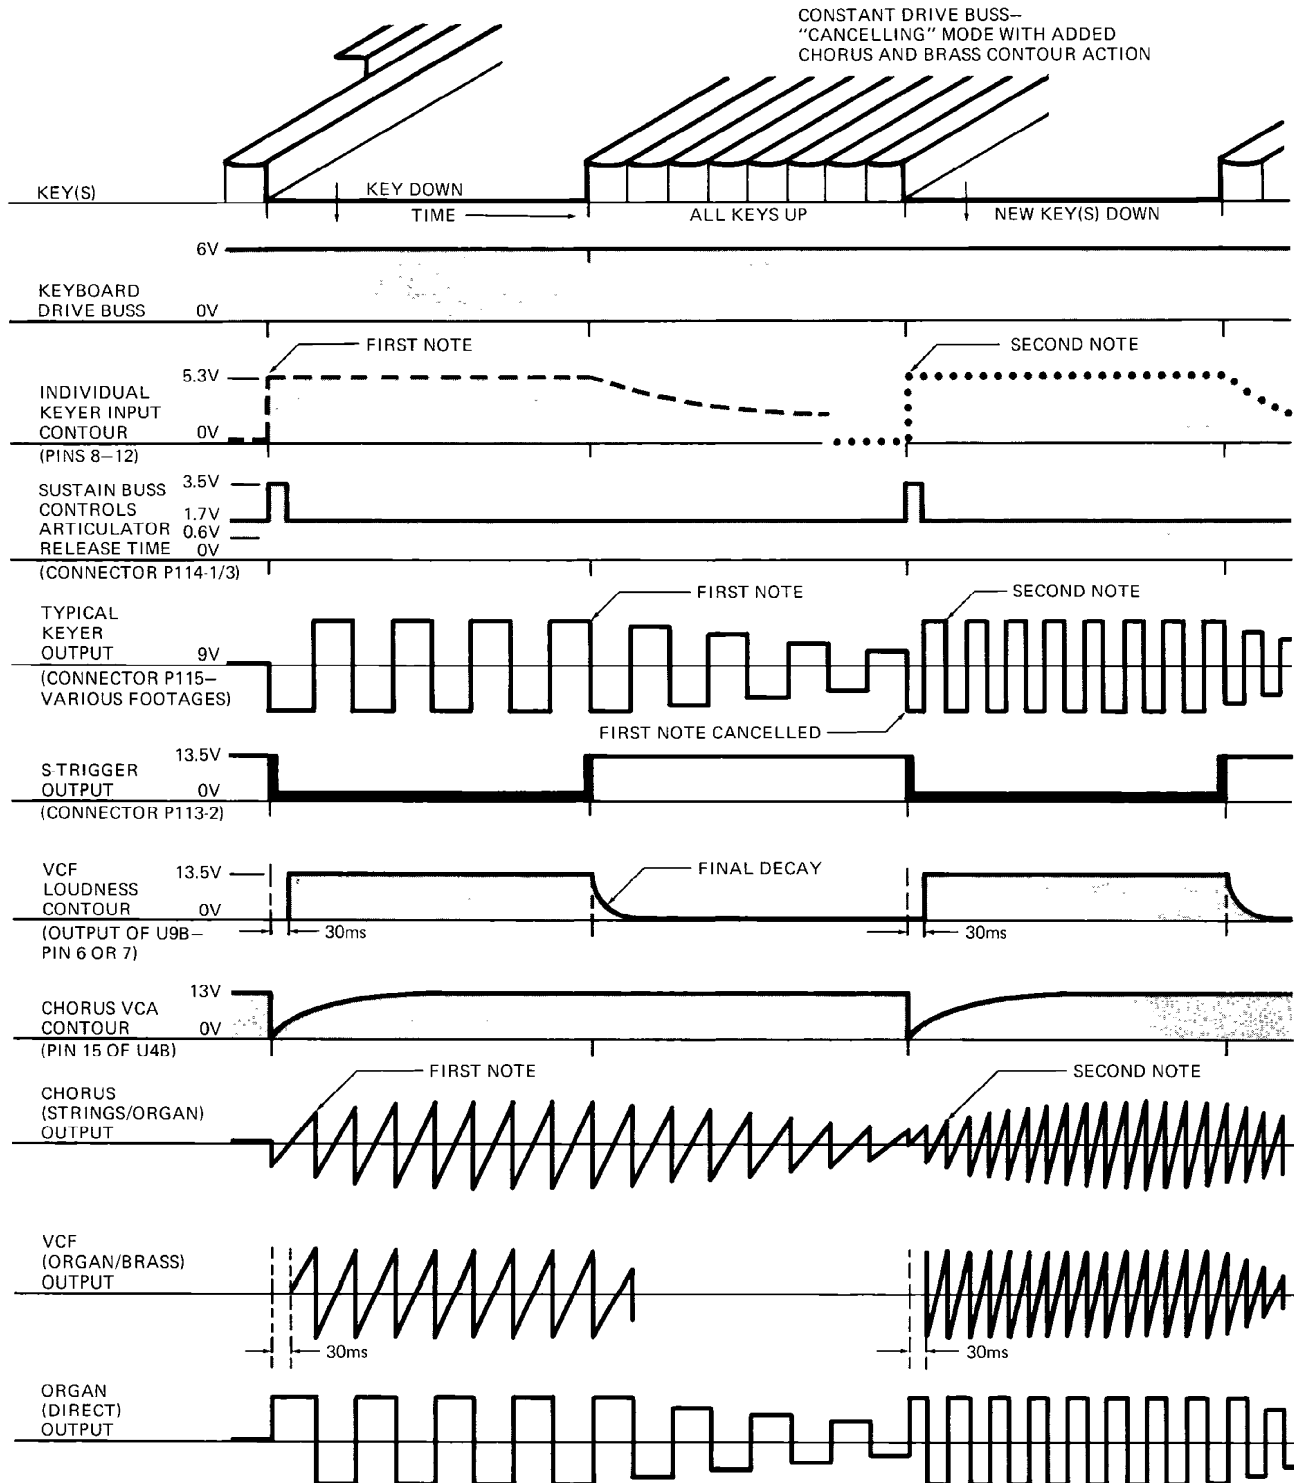 CONSTANT DRIVE BUSS—
"CANCELLING" MODE WITH ADDED
CHORUS AND BRASS CONTOUR ACTION
KEY(S)
KEY DOWN
TIME
ALL KEYS UP
NEW KEY(S) DOWN
6V
KEYBOARD
DRIVE BUSS 0V
FIRST NOTE
SECOND NOTE
5.3V
INDIVIDUAL
KEYER INPUT
CONTOUR 0V
(PINS 8–12)
SUSTAIN BUSS 3.5V
CONTROLS 1.7V
ARTICULATOR 0.6V
RELEASE TIME 0V
(CONNECTOR P114-1/3)
FIRST NOTE
SECOND NOTE
TYPICAL
KEYER
OUTPUT 9V
(CONNECTOR P115—
VARIOUS FOOTAGES)
FIRST NOTE CANCELLED
13.5V
S-TRIGGER
OUTPUT 0V
(CONNECTOR P113-2)
VCF 13.5V
LOUDNESS
CONTOUR 0V
(OUTPUT OF U9B—
PIN 6 OR 7)
FINAL DECAY
30ms
30ms
13V
CHORUS VCA
CONTOUR 0V
(PIN 15 OF U4B)
FIRST NOTE
SECOND NOTE
CHORUS
(STRINGS/ORGAN)
OUTPUT
VCF
(ORGAN/BRASS)
OUTPUT
30ms
30ms
ORGAN
(DIRECT)
OUTPUT